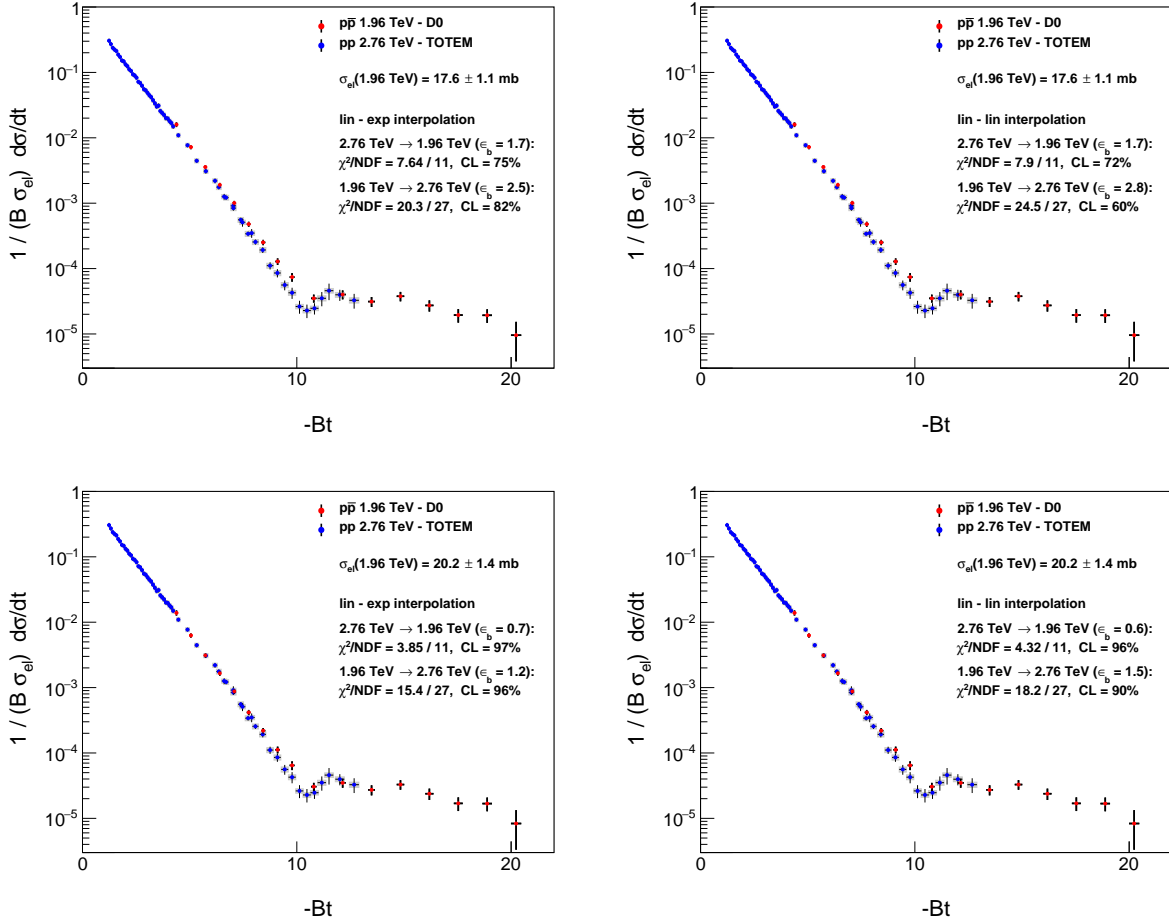 pp̅ 1.96 TeV - D0
pp 2.76 TeV - TOTEM
σel(1.96 TeV) = 17.6 ± 1.1 mb
lin - exp interpolation
2.76 TeV → 1.96 TeV (ϵb = 1.7):
χ²/NDF = 7.64 / 11, CL = 75%
1.96 TeV → 2.76 TeV (ϵb = 2.5):
χ²/NDF = 20.3 / 27, CL = 82%
1 / (B σel) dσ/dt
1
10⁻¹
10⁻²
10⁻³
10⁻⁴
10⁻⁵
0 10 20
-Bt
pp̅ 1.96 TeV - D0
pp 2.76 TeV - TOTEM
σel(1.96 TeV) = 17.6 ± 1.1 mb
lin - lin interpolation
2.76 TeV → 1.96 TeV (ϵb = 1.7):
χ²/NDF = 7.9 / 11, CL = 72%
1.96 TeV → 2.76 TeV (ϵb = 2.8):
χ²/NDF = 24.5 / 27, CL = 60%
1 / (B σel) dσ/dt
1
10⁻¹
10⁻²
10⁻³
10⁻⁴
10⁻⁵
0 10 20
-Bt
pp̅ 1.96 TeV - D0
pp 2.76 TeV - TOTEM
σel(1.96 TeV) = 20.2 ± 1.4 mb
lin - exp interpolation
2.76 TeV → 1.96 TeV (ϵb = 0.7):
χ²/NDF = 3.85 / 11, CL = 97%
1.96 TeV → 2.76 TeV (ϵb = 1.2):
χ²/NDF = 15.4 / 27, CL = 96%
1 / (B σel) dσ/dt
1
10⁻¹
10⁻²
10⁻³
10⁻⁴
10⁻⁵
0 10 20
-Bt
pp̅ 1.96 TeV - D0
pp 2.76 TeV - TOTEM
σel(1.96 TeV) = 20.2 ± 1.4 mb
lin - lin interpolation
2.76 TeV → 1.96 TeV (ϵb = 0.6):
χ²/NDF = 4.32 / 11, CL = 96%
1.96 TeV → 2.76 TeV (ϵb = 1.5):
χ²/NDF = 18.2 / 27, CL = 90%
1 / (B σel) dσ/dt
1
10⁻¹
10⁻²
10⁻³
10⁻⁴
10⁻⁵
0 10 20
-Bt